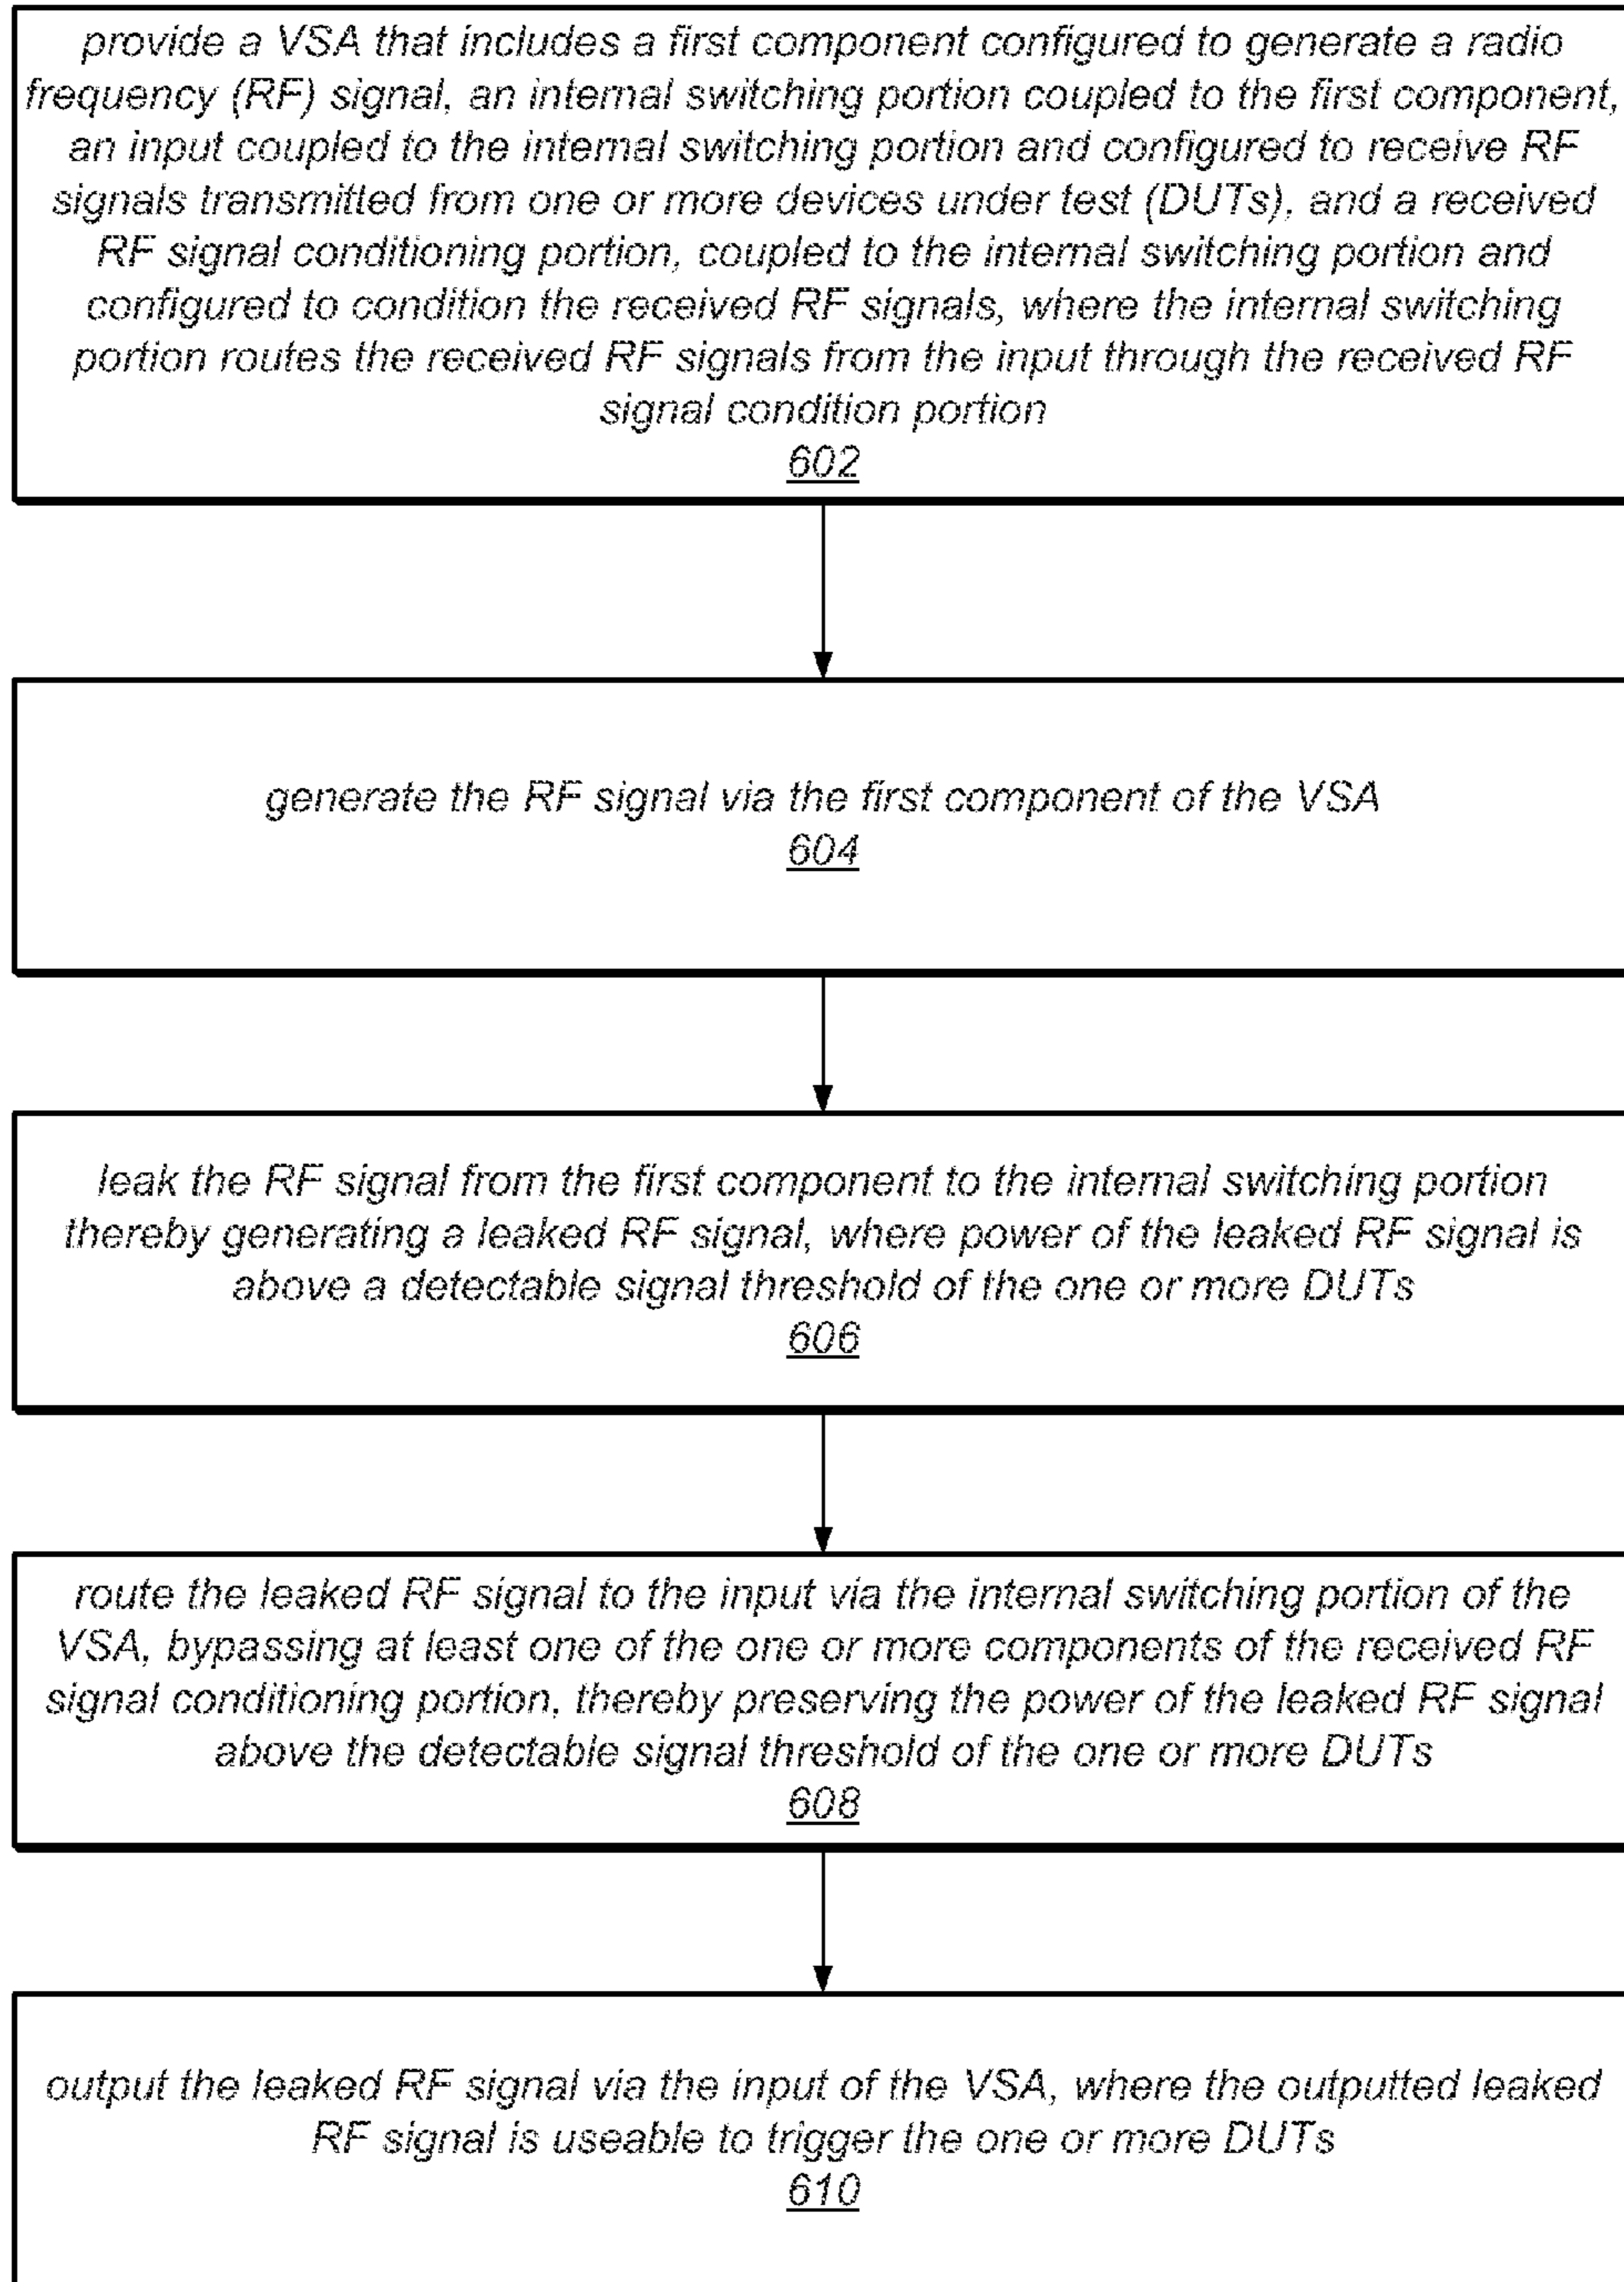 provide a VSA that includes a first component configured to generate a radio
frequency (RF) signal, an internal switching portion coupled to the first component,
an input coupled to the internal switching portion and configured to receive RF
signals transmitted from one or more devices under test (DUTs), and a received
RF signal conditioning portion, coupled to the internal switching portion and
configured to condition the received RF signals, where the internal switching
portion routes the received RF signals from the input through the received RF
signal condition portion
602
generate the RF signal via the first component of the VSA
604
leak the RF signal from the first component to the internal switching portion
thereby generating a leaked RF signal, where power of the leaked RF signal is
above a detectable signal threshold of the one or more DUTs
606
route the leaked RF signal to the input via the internal switching portion of the
VSA, bypassing at least one of the one or more components of the received RF
signal conditioning portion, thereby preserving the power of the leaked RF signal
above the detectable signal threshold of the one or more DUTs
608
output the leaked RF signal via the input of the VSA, where the outputted leaked
RF signal is useable to trigger the one or more DUTs
610